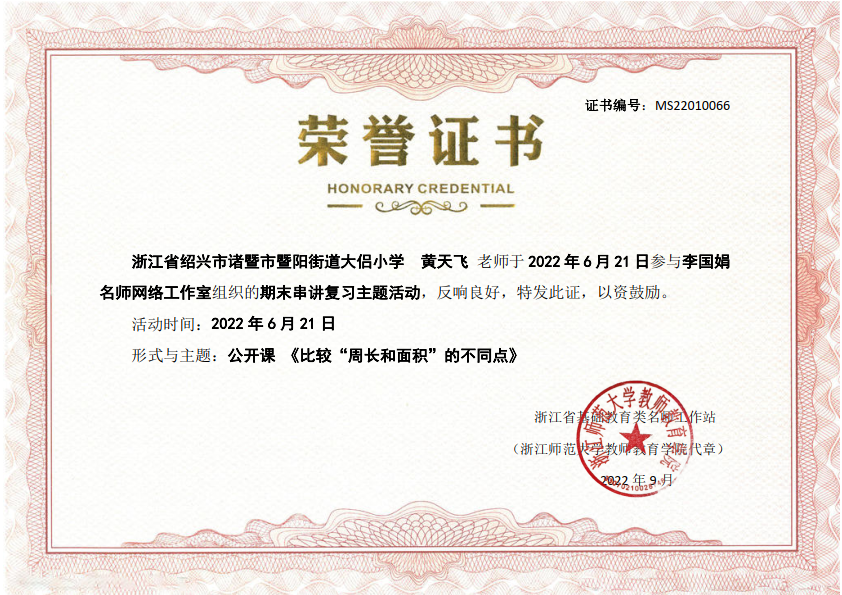 证书编号：MS22010066
荣誉证书
HONORARY CREDENTIAL
浙江省绍兴市诸暨市暨阳街道大侣小学 黄天飞 老师于 2022 年 6 月 21 日参与李国娟
名师网络工作室组织的期末串讲复习主题活动，反响良好，特发此证，以资鼓励。
活动时间：2022 年 6 月 21 日
形式与主题：公开课 《比较“周长和面积”的不同点》
浙江省基础教育类名师工作站
（浙江师范大学教师教育学院代章）
2022 年 9 月
浙江师范大学教师教育学院